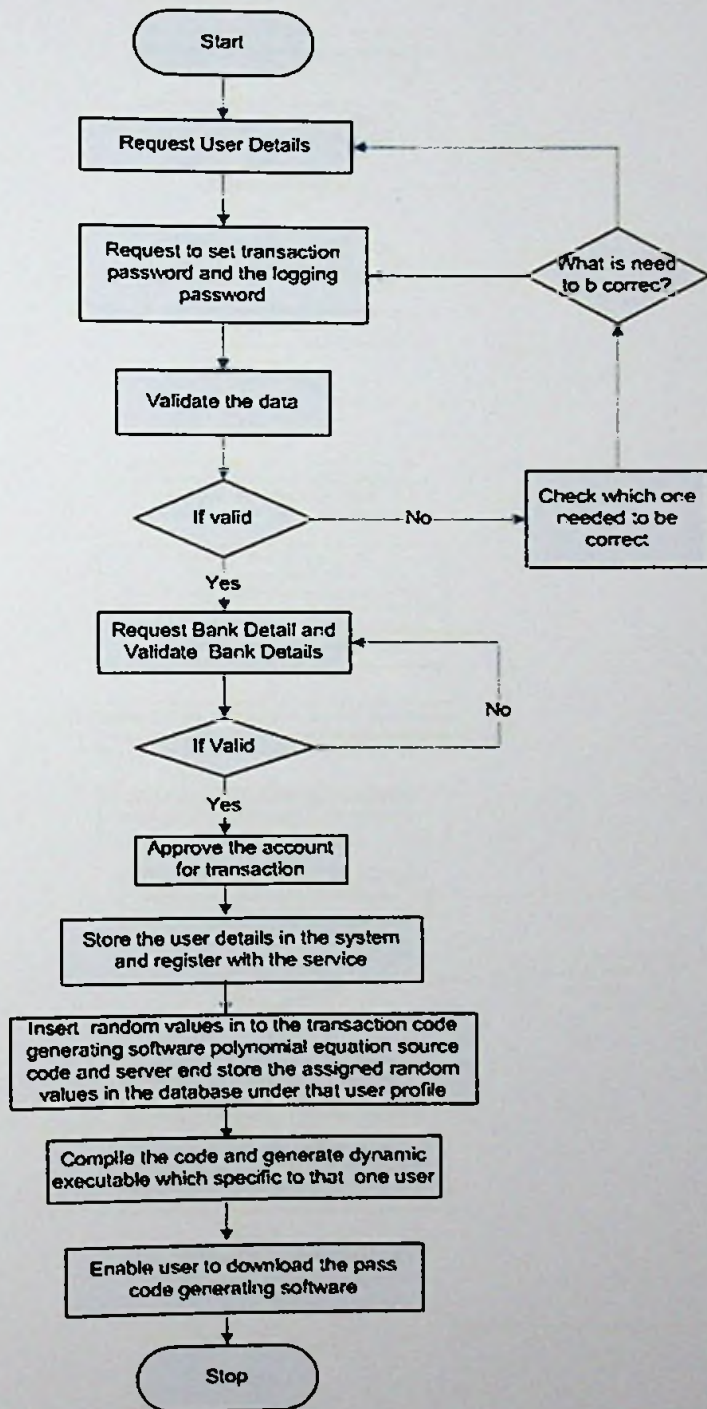 Start
Request User Details
Request to set transaction
password and the logging
password
What is need
to b correc?
Validate the data
If valid
No
Check which one
needed to be
correct
Yes
Request Bank Detail and
Validate Bank Details
No
If Valid
Yes
Approve the account
for transaction
Store the user details in the system
and register with the service
Insert random values in to the transaction code
generating software polynomial equation source
code and server end store the assigned random
values in the database under that user profile
Compile the code and generate dynamic
executable which specific to that one user
Enable user to download the pass
code generating software
Stop